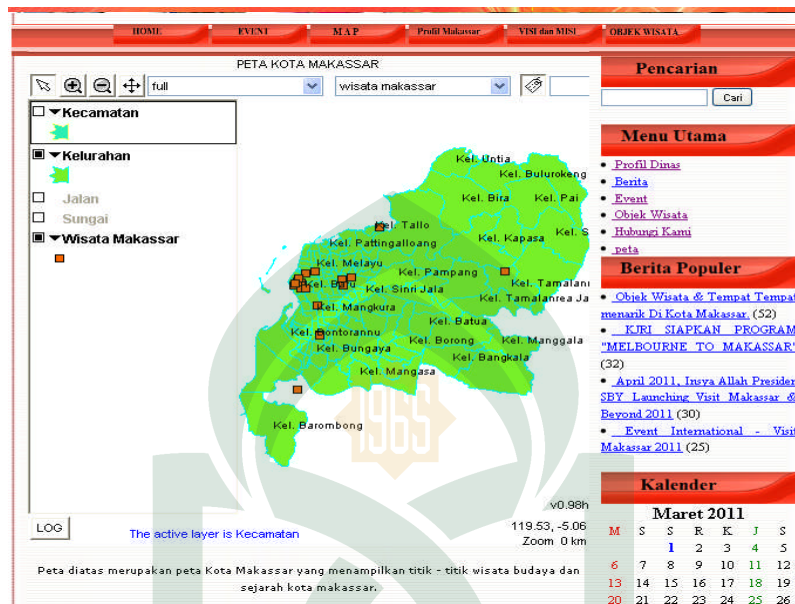 HOME EVENT MAP Profil Makassar VISI dan MISI OBJEK WISATA
PETA KOTA MAKASSAR
full wisata makassar
Kecamatan
Kelurahan
Jalan
Sungai
Wisata Makassar
Kel. Untia
Kel. Bulurokeng
Kel. Bira Kel. Pai
Kel. Tallo
Kel. S
Kel. Pattingalloang Kel. Kapasa
Kel. Melayu
Kel. Pampang
Kel. Baru Kel. Sinri Jala Kel. Tamalan
Kel. Tamalanrea Ja
Kel. Mangkura
Kel. Batua
Kel. Bontorannu
Kel. Borong Kel. Manggala
Kel. Bungaya
Kel. Bangkala
Kel. Mangasa
Kel. Barombong
1965
v0.98h
LOG
The active layer is Kecamatan
119.53, -5.06
Zoom 0 km
Peta diatas merupakan peta Kota Makassar yang menampilkan titik - titik wisata budaya dan
sejarah kota makassar.
Pencarian
Cari
Menu Utama
Profil Dinas
Berita
Event
Objek Wisata
Hubungi Kami
peta
Berita Populer
Objek Wisata & Tempat Tempat
menarik Di Kota Makassar. (52)
KJRI SIAPKAN PROGRAM
"MELBOURNE TO MAKASSAR"
(32)
April 2011, Insya Allah Presiden
SBY Launching Visit Makassar &
Beyond 2011 (30)
Event International - Visit
Makassar 2011 (25)
Kalender
Maret 2011
M S S R K J S
1 2 3 4 5
6 7 8 9 10 11 12
13 14 15 16 17 18 19
20 21 22 23 24 25 26